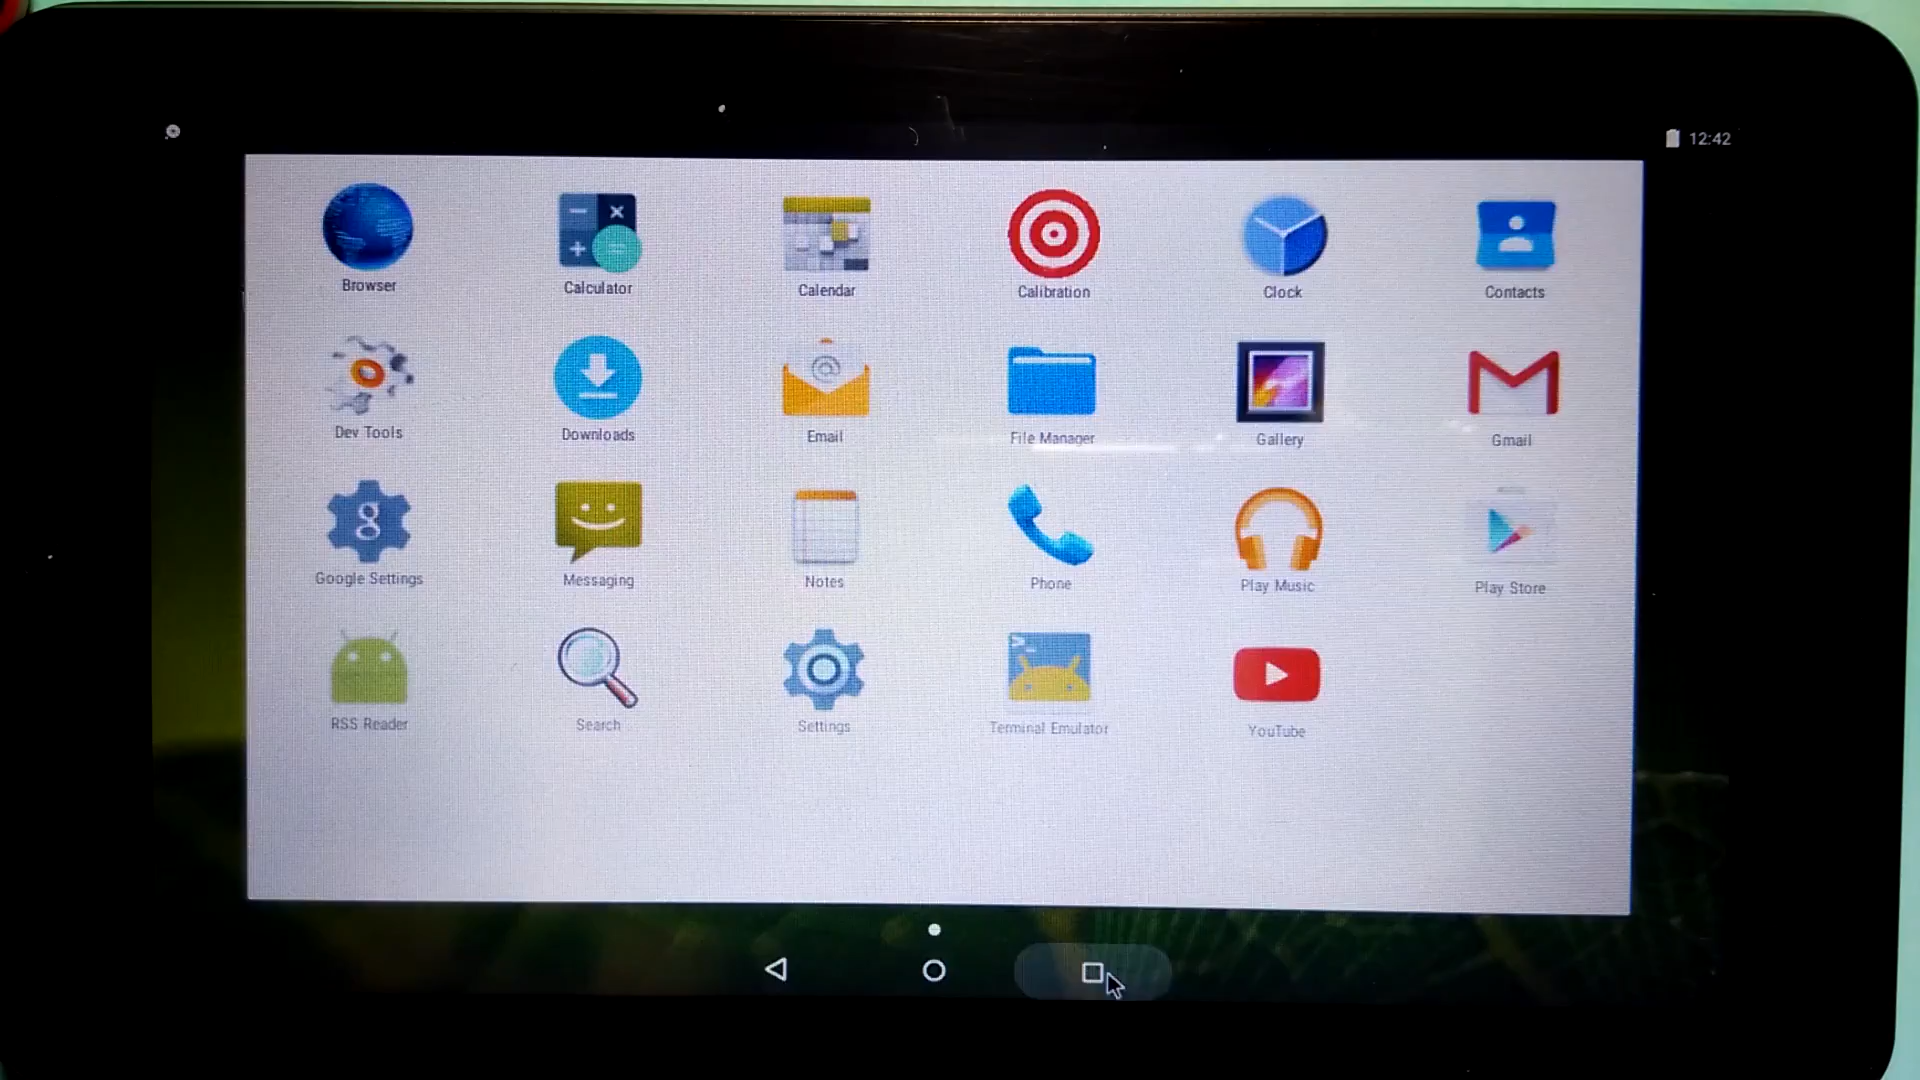 12:42
Browser
Calculator
Calendar
Calibration
Clock
Contacts
Dev Tools
Downloads
Email
File Manager
Gallery
Gmail
Google Settings
Messaging
Notes
Phone
Play Music
Play Store
RSS Reader
Search
Settings
Terminal Emulator
YouTube